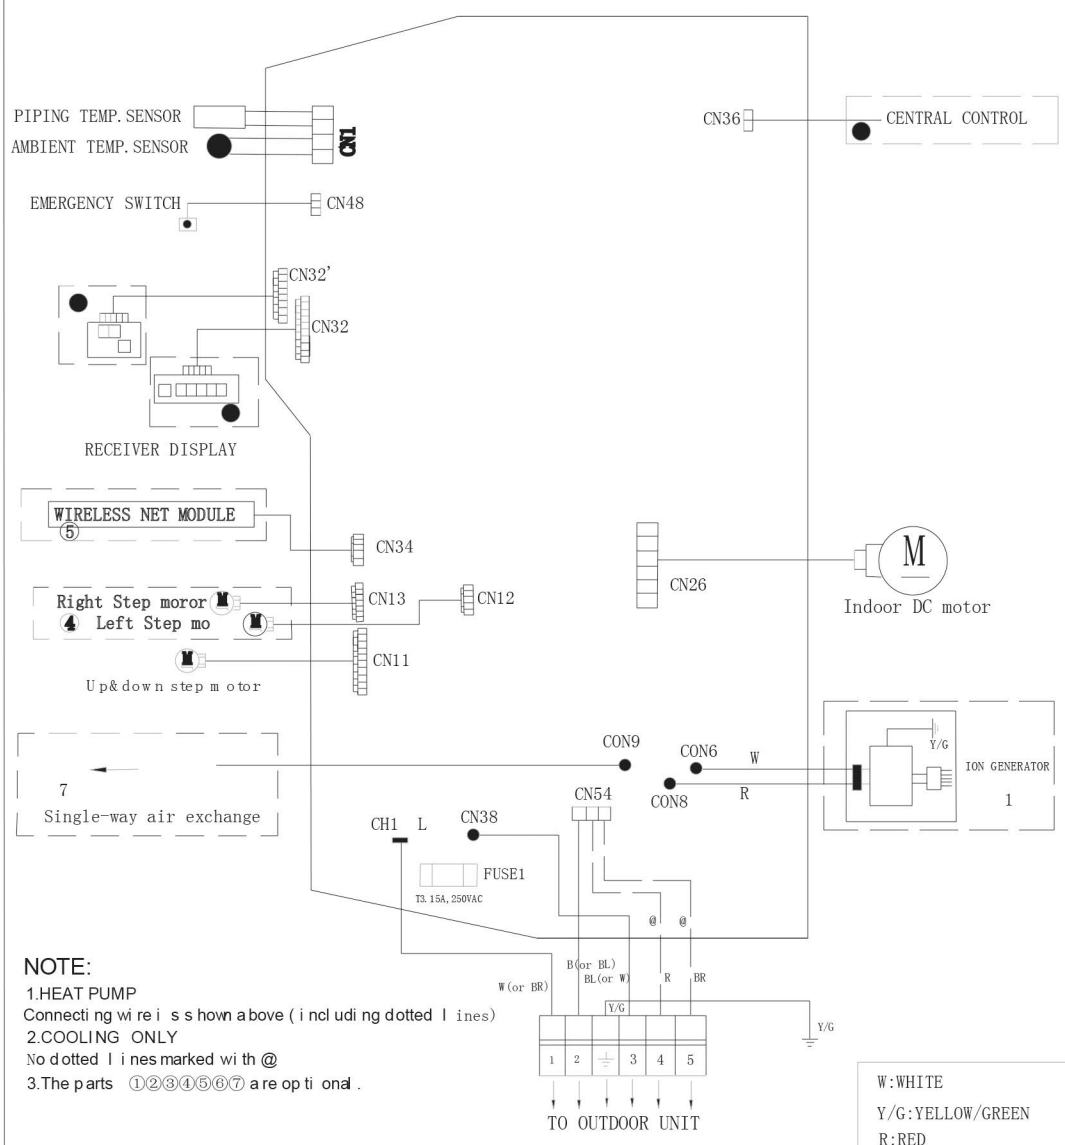 PIPING TEMP.SENSOR
AMBIENT TEMP.SENSOR
CN1
CN36
CENTRAL CONTROL
EMERGENCY SWITCH
CN48
CN32'
CN32
RECEIVER DISPLAY
WIRELESS NET MODULE
⑤
CN34
Right Step moror M
④ Left Step mo M
CN13
CN12
M
CN11
Up&down step motor
CN26
M
Indoor DC motor
7
Single-way air exchange
CON9
CON6
CON8
W
R
Y/G
ION GENERATOR
1
CN54
CH1 L
CN38
FUSE1
T3.15A,250VAC
@ @
W(or BR)
B(or BL)
BL(or W)
R
BR
Y/G
Y/G
1 2 3 4 5
TO OUTDOOR UNIT
NOTE:
1.HEAT PUMP
Connecting wire is shown above (including dotted lines)
2.COOLING ONLY
No dotted lines marked with @
3.The parts ①②③④⑤⑥⑦ are optional.
W:WHITE
Y/G:YELLOW/GREEN
R:RED